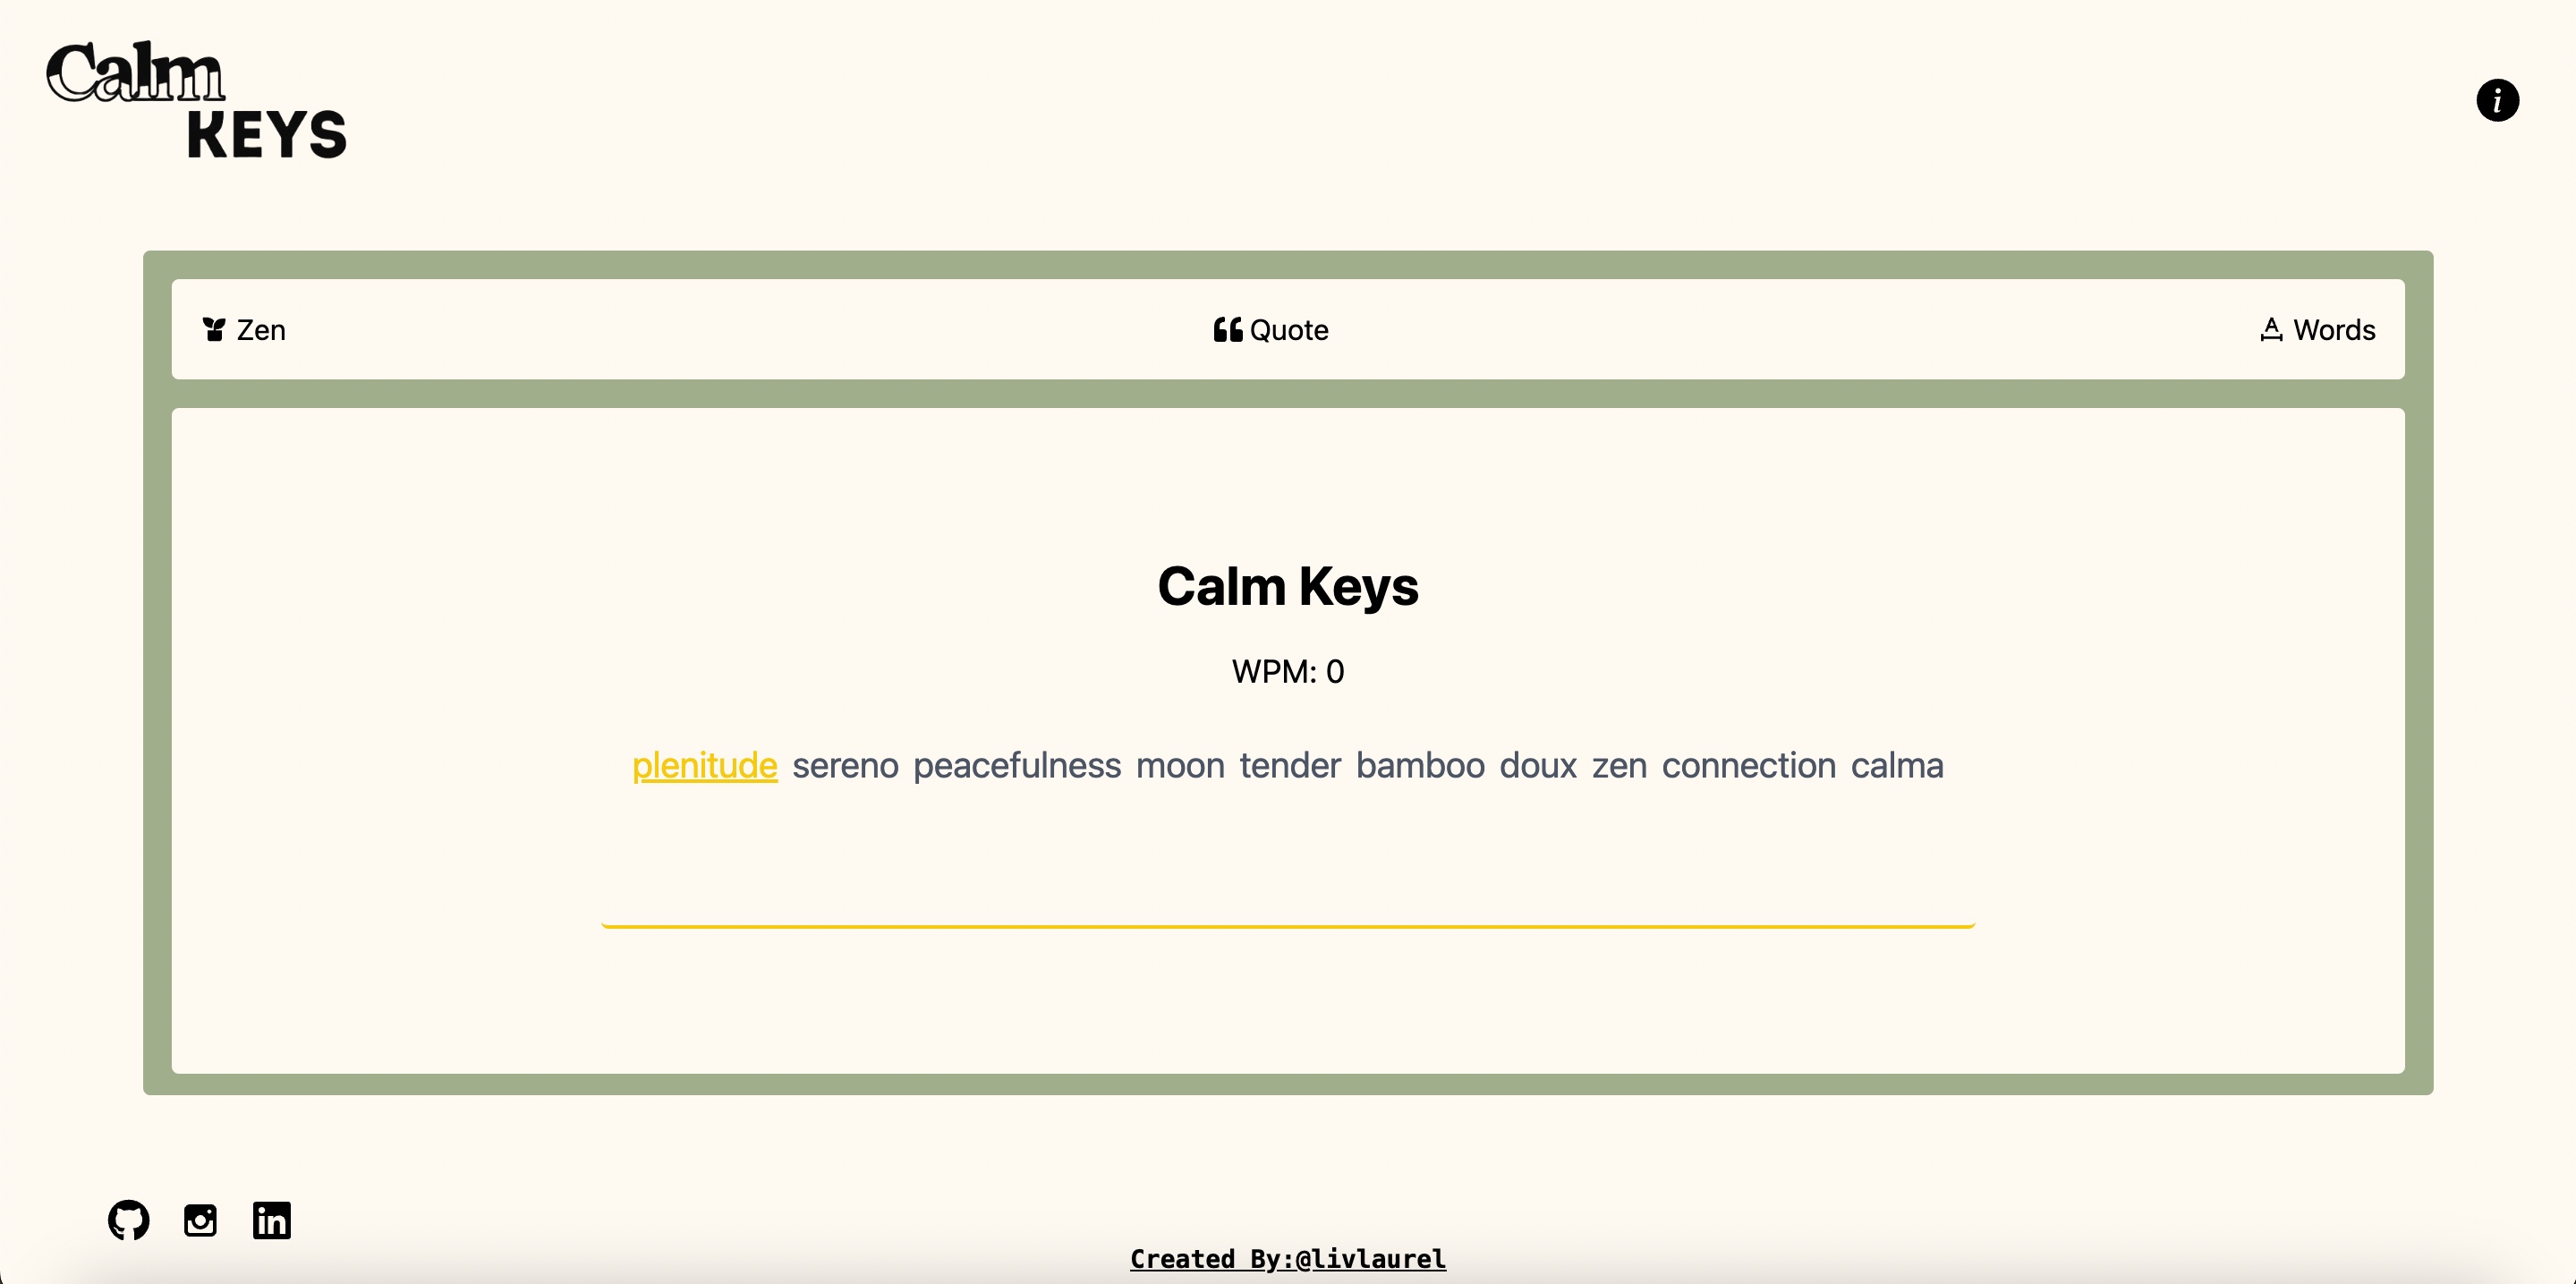 Calm
KEYS
Zen
Quote
Words
Calm Keys
WPM: 0
plenitude sereno peacefulness moon tender bamboo doux zen connection calma
Created By:@livlaurel